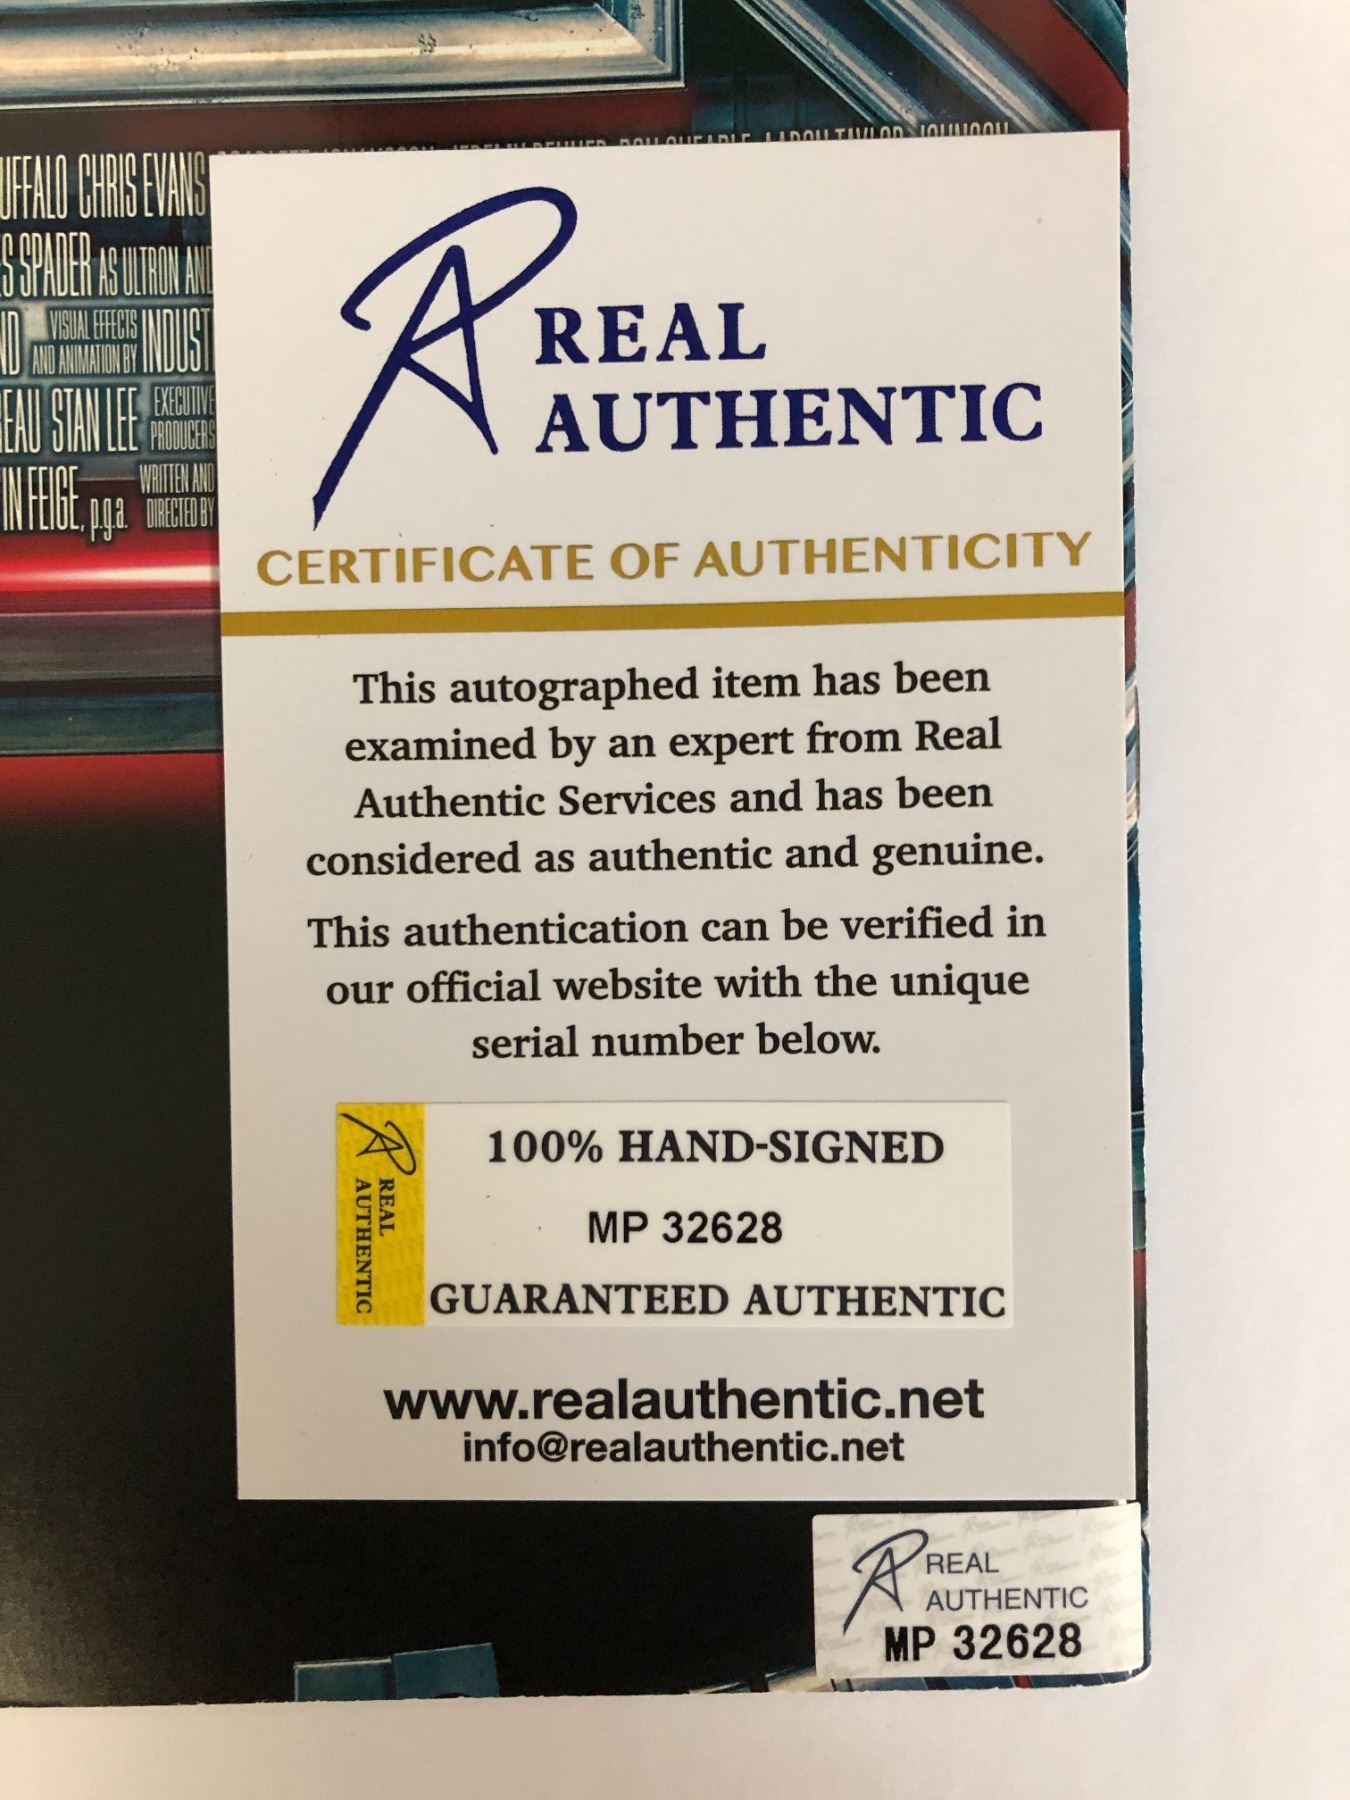 UFFALO CHRIS EVANS
S SPADER AS ULTRON AND
VISUAL EFFECTS AND ANIMATION BY INDUST
EAU STAN LEE EXECUTIVE PRODUCERS
IN FEIGE, p.g.a. WRITTEN AND DIRECTED BY
REAL
AUTHENTIC
CERTIFICATE OF AUTHENTICITY
This autographed item has been
examined by an expert from Real
Authentic Services and has been
considered as authentic and genuine.
This authentication can be verified in
our official website with the unique
serial number below.
REAL
AUTHENTIC
100% HAND-SIGNED
MP 32628
GUARANTEED AUTHENTIC
www.realauthentic.net
info@realauthentic.net
REAL
AUTHENTIC
MP 32628